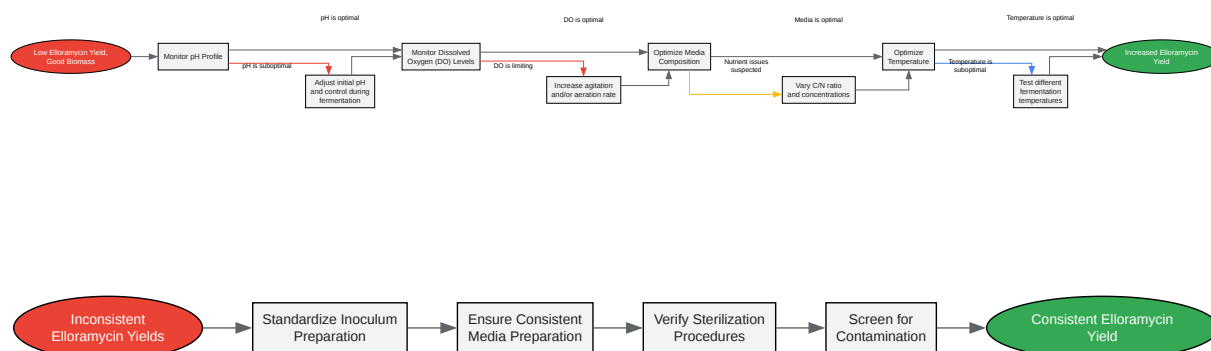 pH is optimal
DO is optimal
Media is optimal
Temperature is optimal
Low Elloramycin Yield,
Good Biomass
Monitor pH Profile
pH is suboptimal
Adjust initial pH
and control during
fermentation
Monitor Dissolved
Oxygen (DO) Levels
DO is limiting
Increase agitation
and/or aeration rate
Optimize Media
Composition
Nutrient issues
suspected
Vary C/N ratio
and concentrations
Optimize
Temperature
Temperature is
suboptimal
Test different
fermentation
temperatures
Increased Elloramycin
Yield
Inconsistent
Elloramycin Yields
Standardize Inoculum
Preparation
Ensure Consistent
Media Preparation
Verify Sterilization
Procedures
Screen for
Contamination
Consistent Elloramycin
Yield